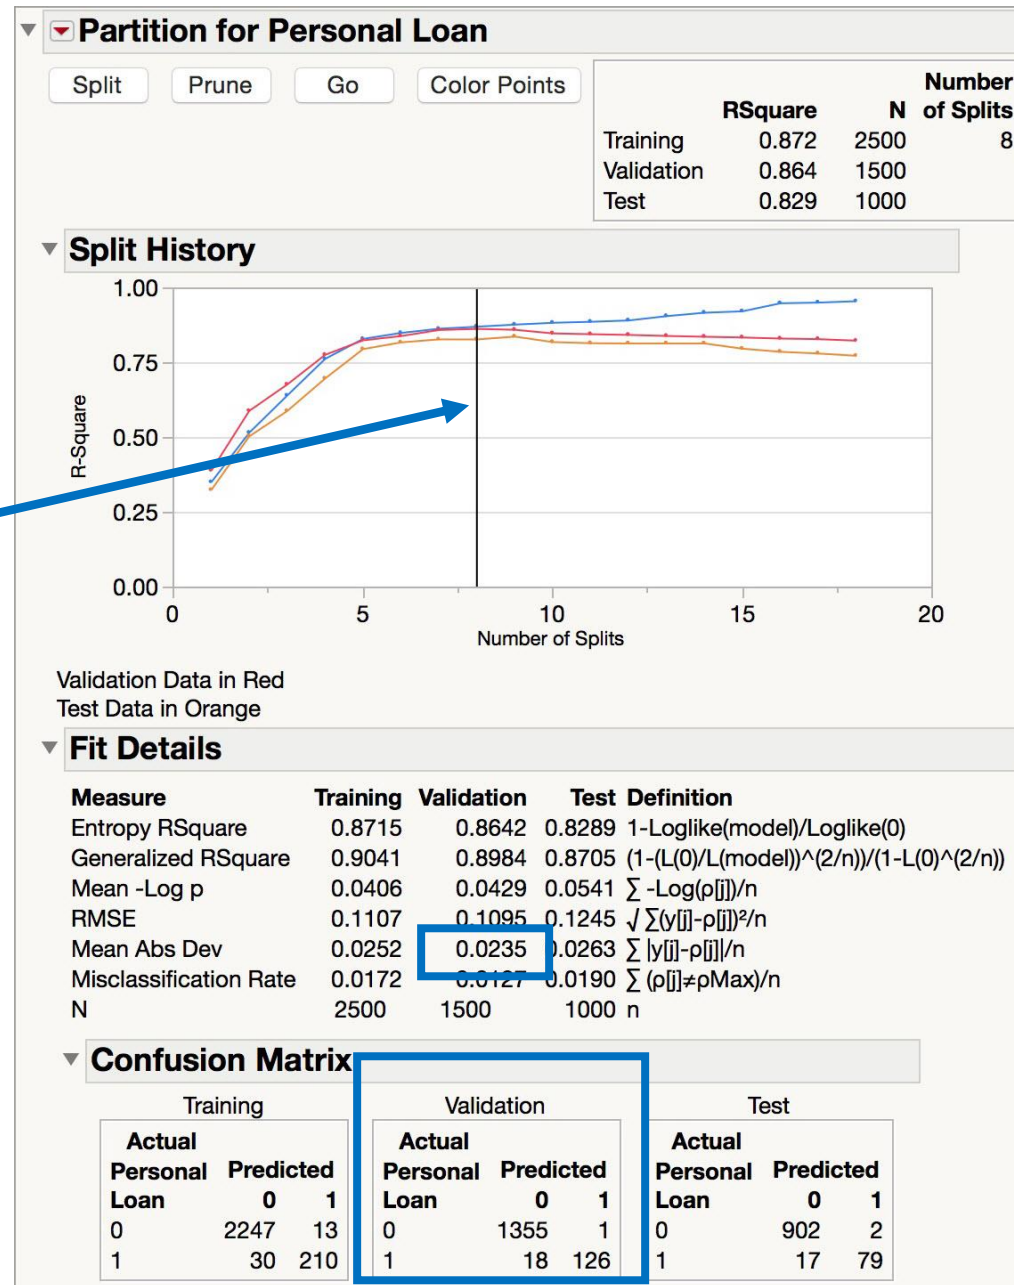 Partition for Personal Loan
Split Prune Go Color Points
Number
RSquare N of Splits
Training 0.872 2500 8
Validation 0.864 1500
Test 0.829 1000
Split History
1.00
0.75
0.50
0.25
0.00
R-Square
0 5 10 15 20
Number of Splits
Validation Data in Red
Test Data in Orange
Fit Details
Measure Training Validation Test Definition
Entropy RSquare 0.8715 0.8642 0.8289 1-Loglike(model)/Loglike(0)
Generalized RSquare 0.9041 0.8984 0.8705 (1-(L(0)/L(model))^(2/n))/(1-L(0)^(2/n))
Mean -Log p 0.0406 0.0429 0.0541 ∑ -Log(ρ[j])/n
RMSE 0.1107 0.1095 0.1245 √ ∑(y[j]-ρ[j])²/n
Mean Abs Dev 0.0252 0.0235 0.0263 ∑ |y[j]-ρ[j]|/n
Misclassification Rate 0.0172 0.0127 0.0190 ∑ (ρ[j]≠ρMax)/n
N 2500 1500 1000 n
Confusion Matrix
Training
Actual
Personal Predicted
Loan 0 1
0 2247 13
1 30 210
Validation
Actual
Personal Predicted
Loan 0 1
0 1355 1
1 18 126
Test
Actual
Personal Predicted
Loan 0 1
0 902 2
1 17 79